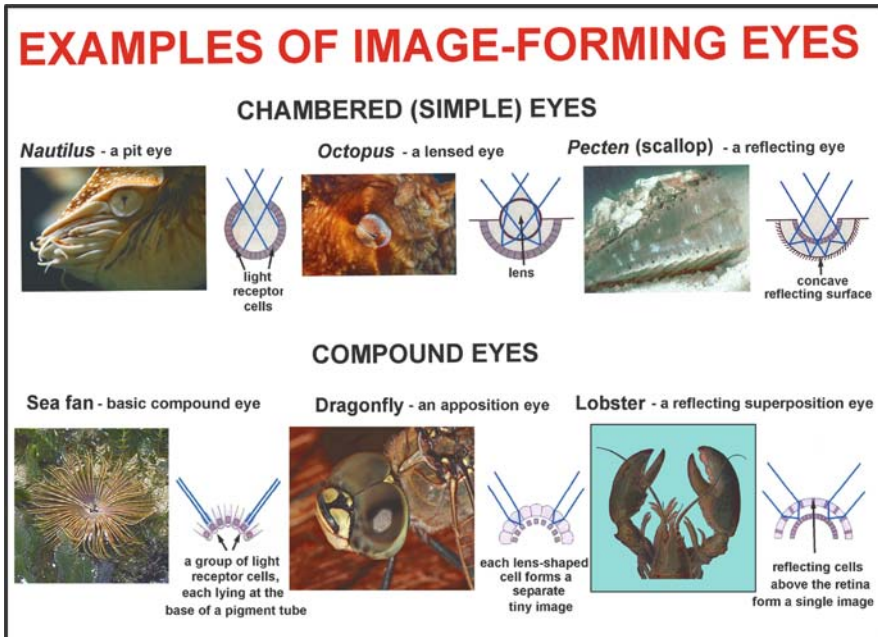 EXAMPLES OF IMAGE-FORMING EYES
CHAMBERED (SIMPLE) EYES
Nautilus - a pit eye
Octopus - a lensed eye
Pecten (scallop) - a reflecting eye
light
receptor
cells
lens
concave
reflecting surface
COMPOUND EYES
Sea fan - basic compound eye
Dragonfly - an apposition eye
Lobster - a reflecting superposition eye
a group of light
receptor cells,
each lying at the
base of a pigment tube
each lens-shaped
cell forms a
separate
tiny image
reflecting cells
above the retina
form a single image